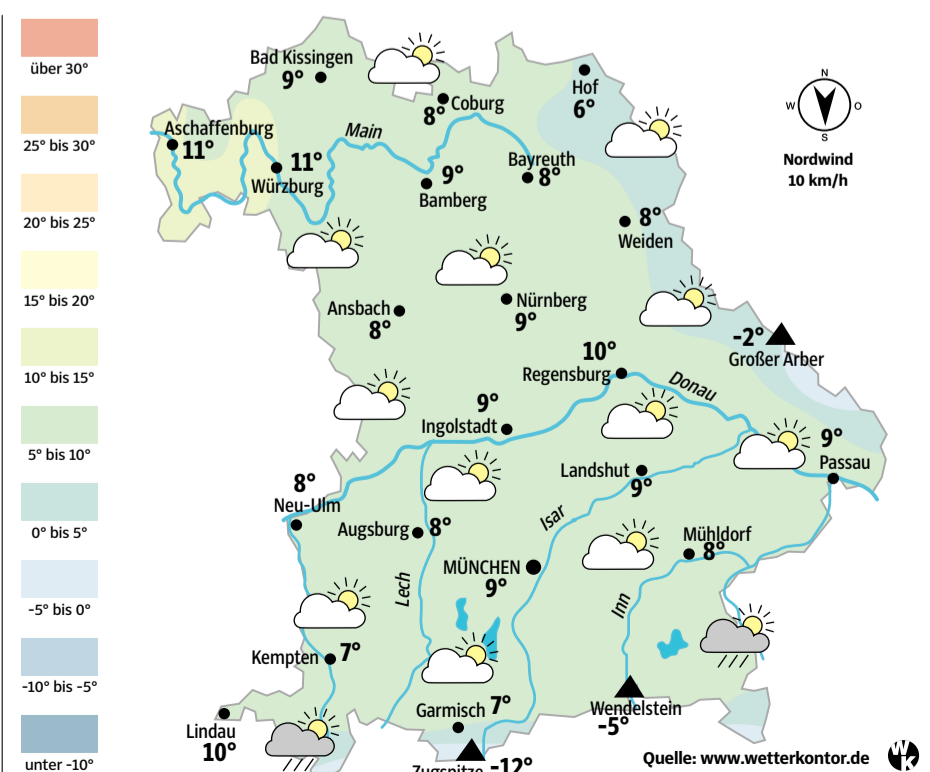 über 30°
25° bis 30°
20° bis 25°
15° bis 20°
10° bis 15°
5° bis 10°
0° bis 5°
-5° bis 0°
-10° bis -5°
unter -10°
Bad Kissingen
9°
8° Coburg
Hof
6°
N
W O
S
Nordwind
10 km/h
Aschaffenburg
11°
Main
11°
Würzburg
9°
Bamberg
Bayreuth
8°
8°
Weiden
Ansbach
8°
Nürnberg
9°
-2°
Großer Arber
10°
Regensburg
Donau
9°
Ingolstadt
9°
Passau
Landshut
9°
8°
Neu-Ulm
Augsburg 8°
Isar
Mühldorf
8°
MÜNCHEN
9°
Lech
Inn
Kempten 7°
Lindau
10°
Garmisch 7°
Wendelstein
-5°
Zugspitze -12°
Quelle: www.wetterkontor.de
WK